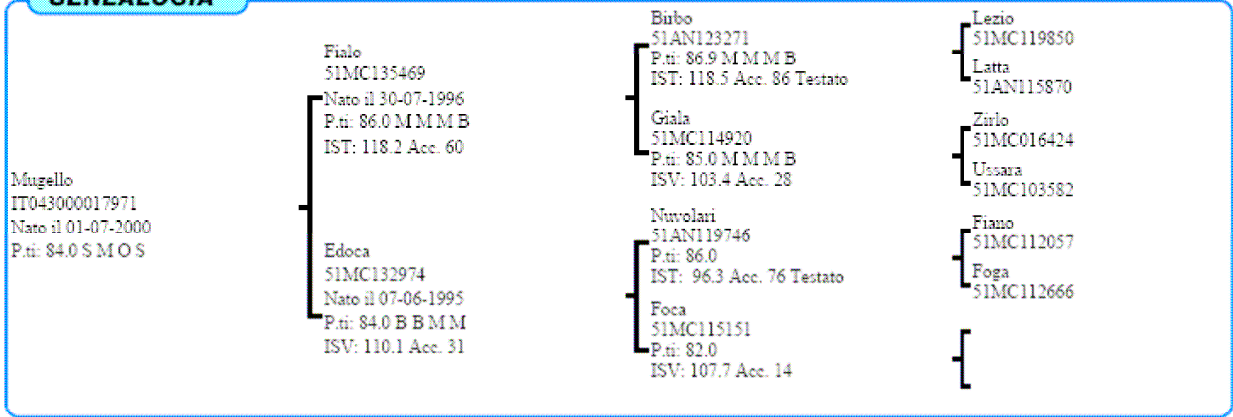 GENEALOGIA
Mugello
IT043000017971
Nato il 01-07-2000
P.ti: 84.0 S M O S
Fialo
51MC135469
Nato il 30-07-1996
P.ti: 86.0 M M M B
IST: 118.2 Acc. 60
Edoca
51MC132974
Nato il 07-06-1995
P.ti: 84.0 B B M M
ISV: 110.1 Acc. 31
Birbo
51AN123271
P.ti: 86.9 M M M B
IST: 118.5 Acc. 86 Testato
Giala
51MC114920
P.ti: 85.0 M M M B
ISV: 103.4 Acc. 28
Nuvolari
51AN119746
P.ti: 86.0
IST: 96.3 Acc. 76 Testato
Foca
51MC115151
P.ti: 82.0
ISV: 107.7 Acc. 14
Lezio
51MC119850
Latta
51AN115870
Zirlo
51MC016424
Ussara
51MC103582
Fiano
51MC112057
Foga
51MC112666